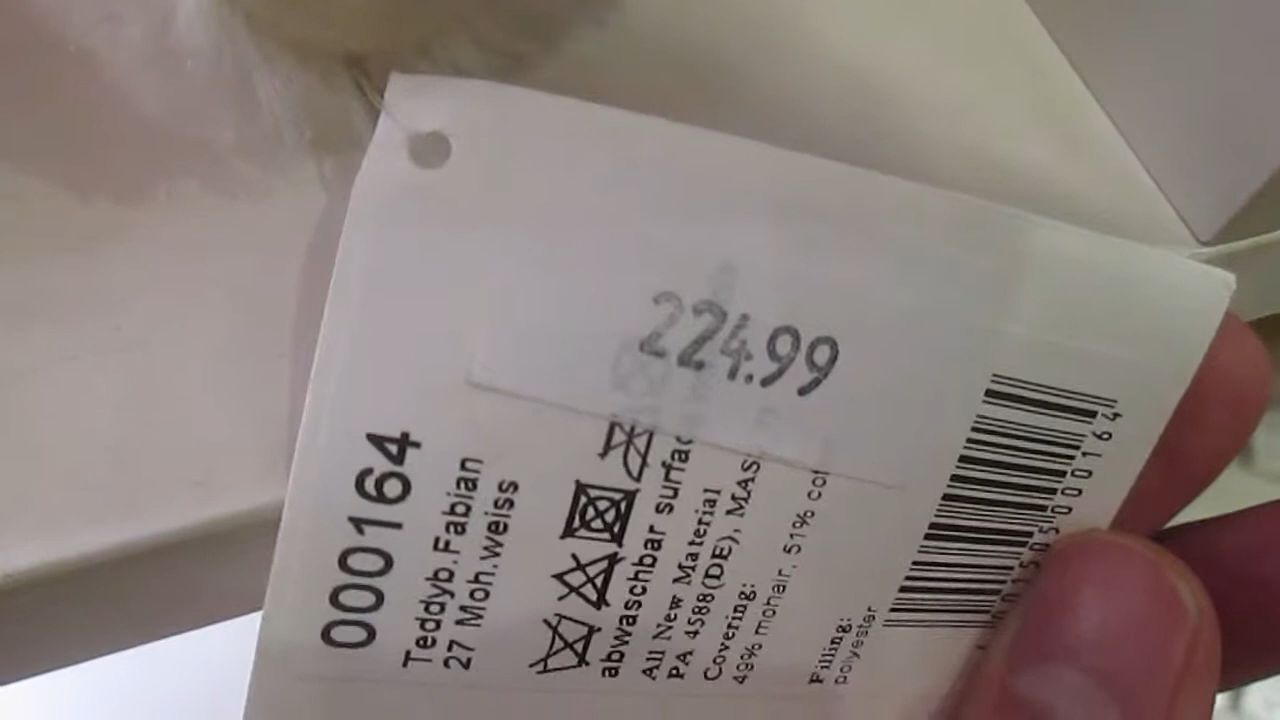 224.99
000164
Teddyb.Fabian
27 Moh.weiss
abwaschbar surfac
All New Material
PA 4588(DE), MAS
Covering:
49% mohair, 51% cot
Filling:
polyester
000164